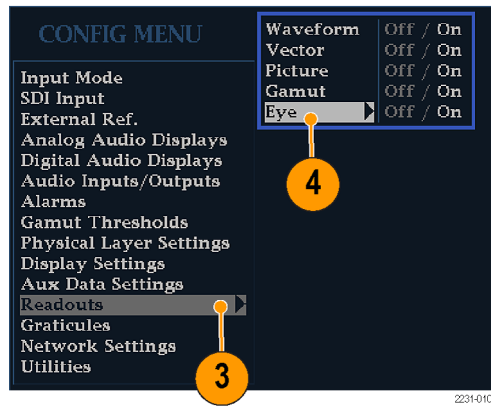 CONFIG MENU
Input Mode
SDI Input
External Ref.
Analog Audio Displays
Digital Audio Displays
Audio Inputs/Outputs
Alarms
Gamut Thresholds
Physical Layer Settings
Display Settings
Aux Data Settings
Readouts
Graticules
Network Settings
Utilities
3
Waveform Off / On
Vector Off / On
Picture Off / On
Gamut Off / On
Eye Off / On
4
2231-010